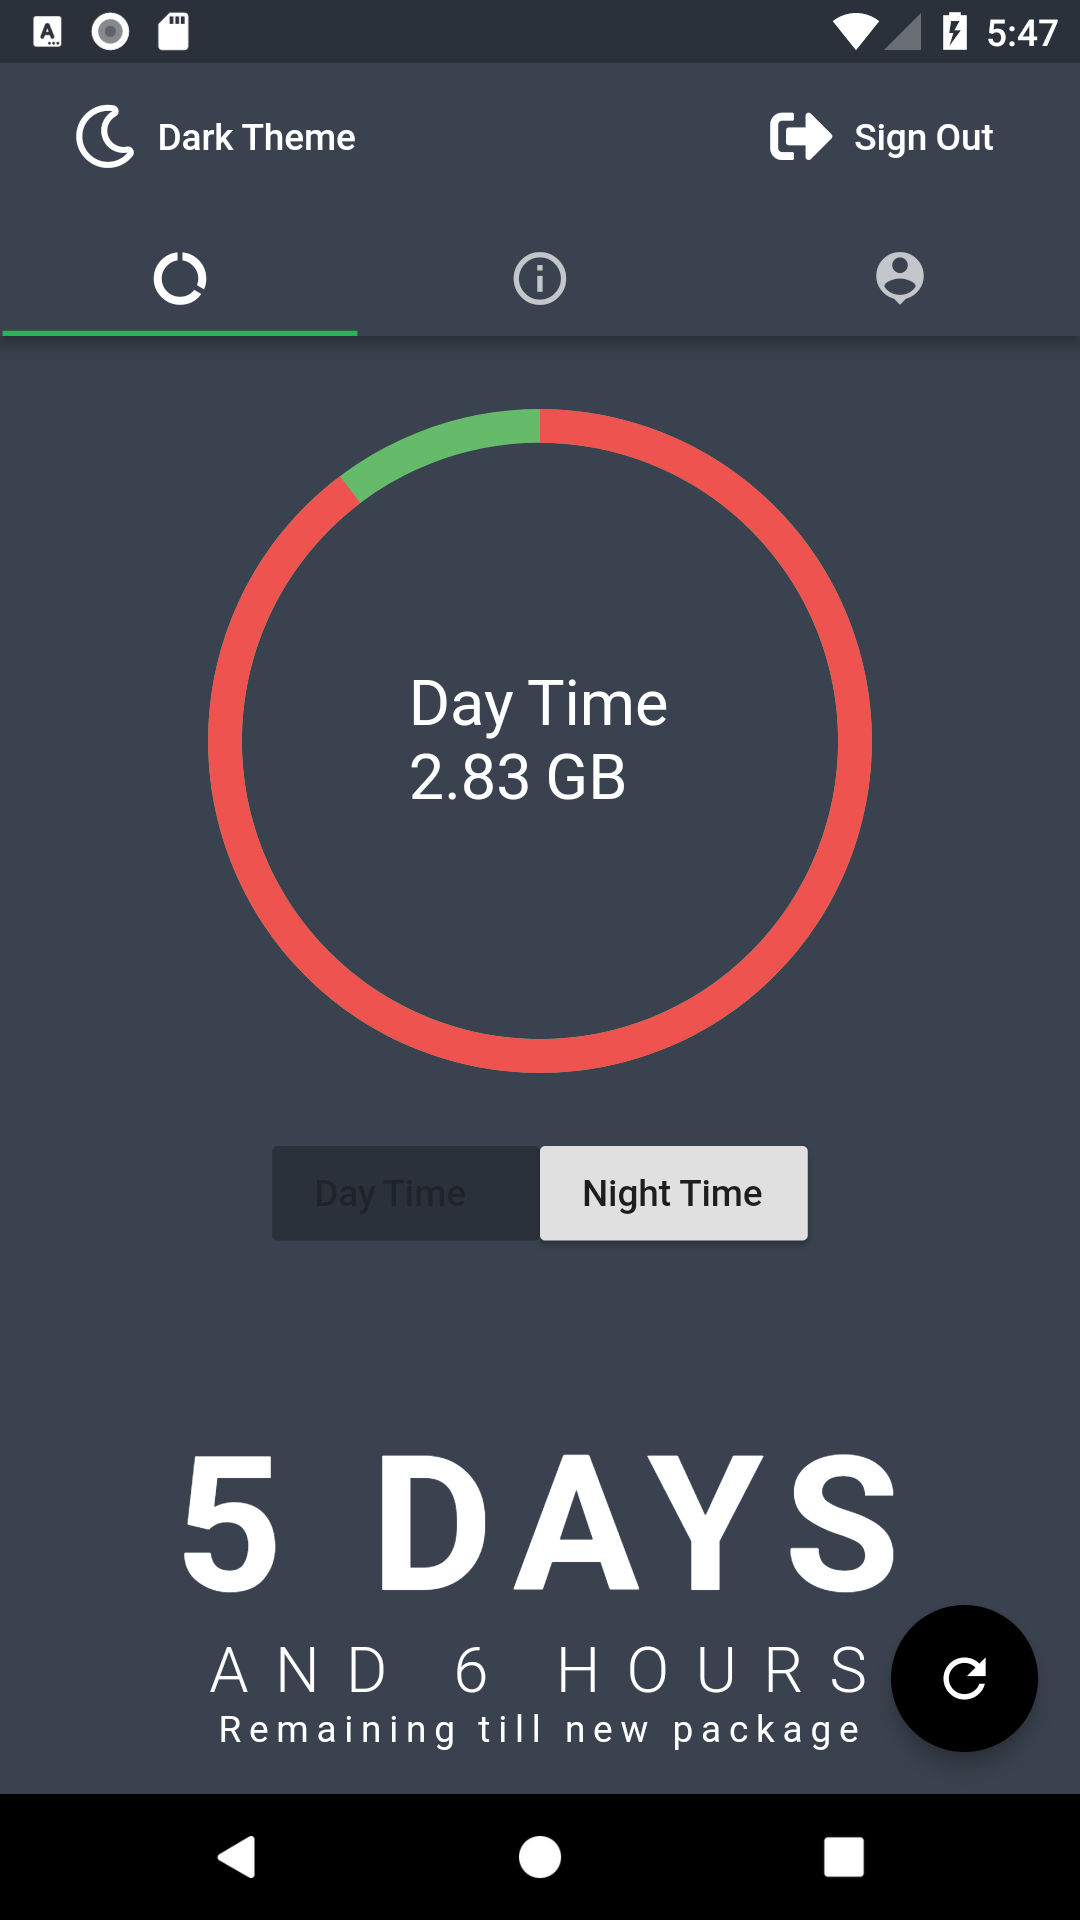 5:47
Dark Theme
Sign Out
Day Time
2.83 GB
Day Time
Night Time
5 DAYS
AND 6 HOURS
Remaining till new package